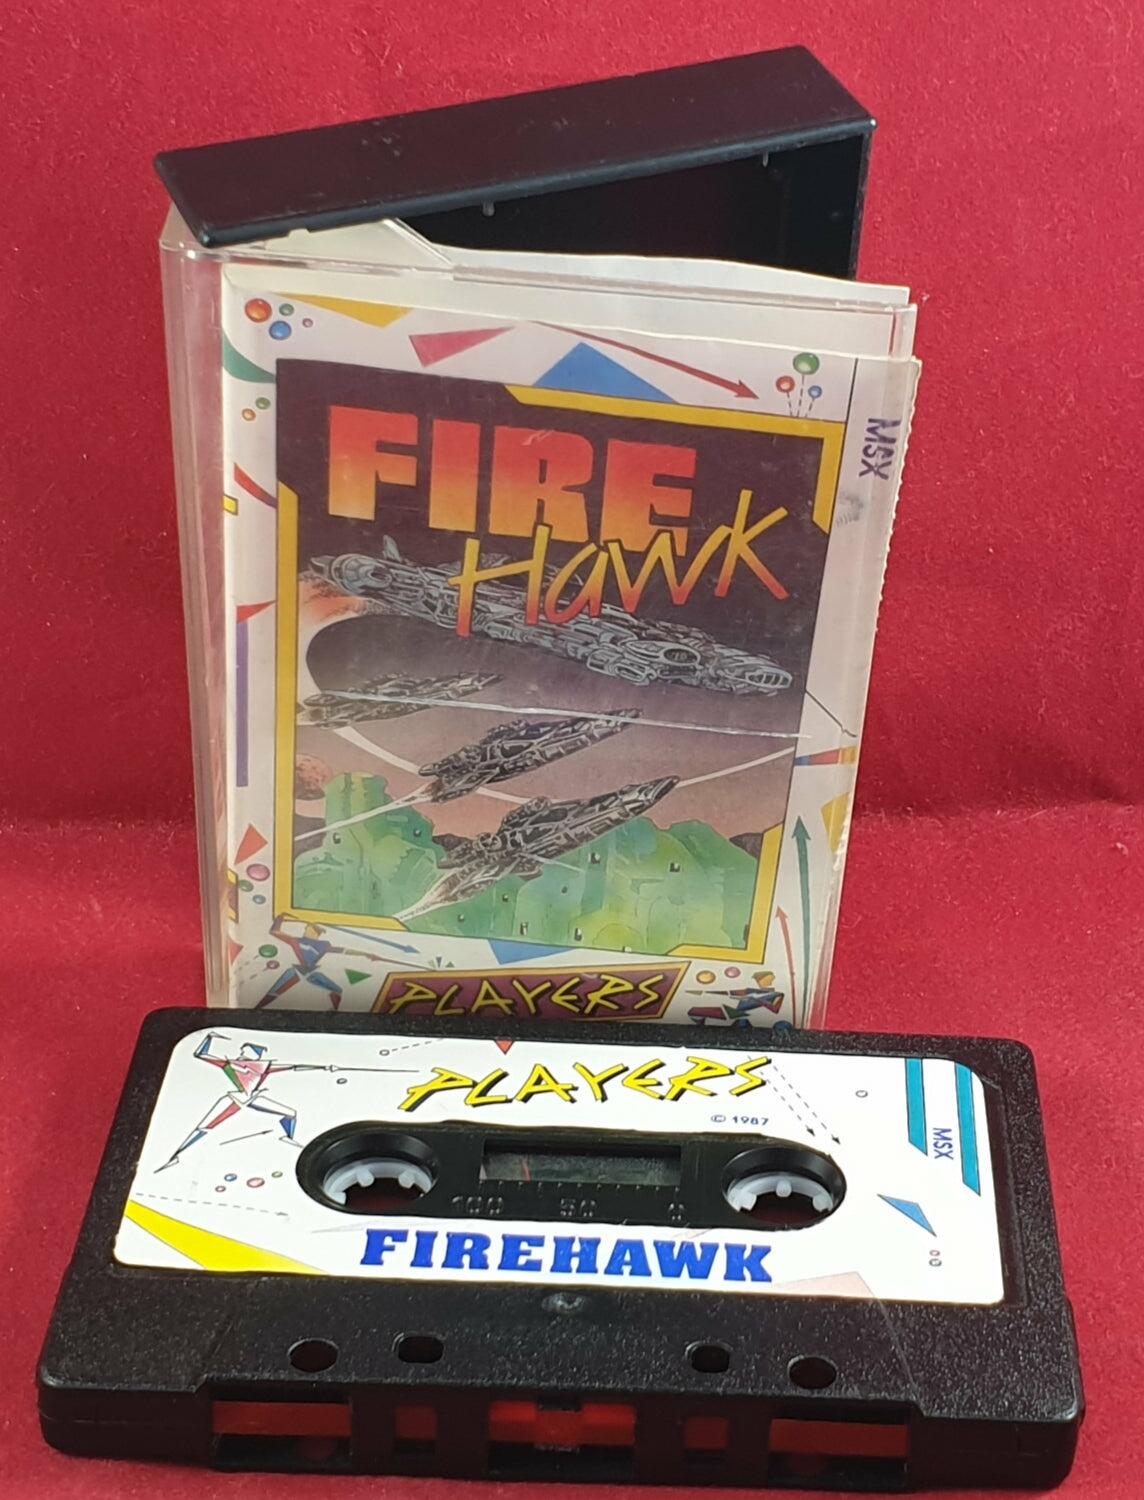 FIRE
Hawk
MSX
PLAYERS
PLAYERS
© 1987
MSX
100 50 0
FIREHAWK